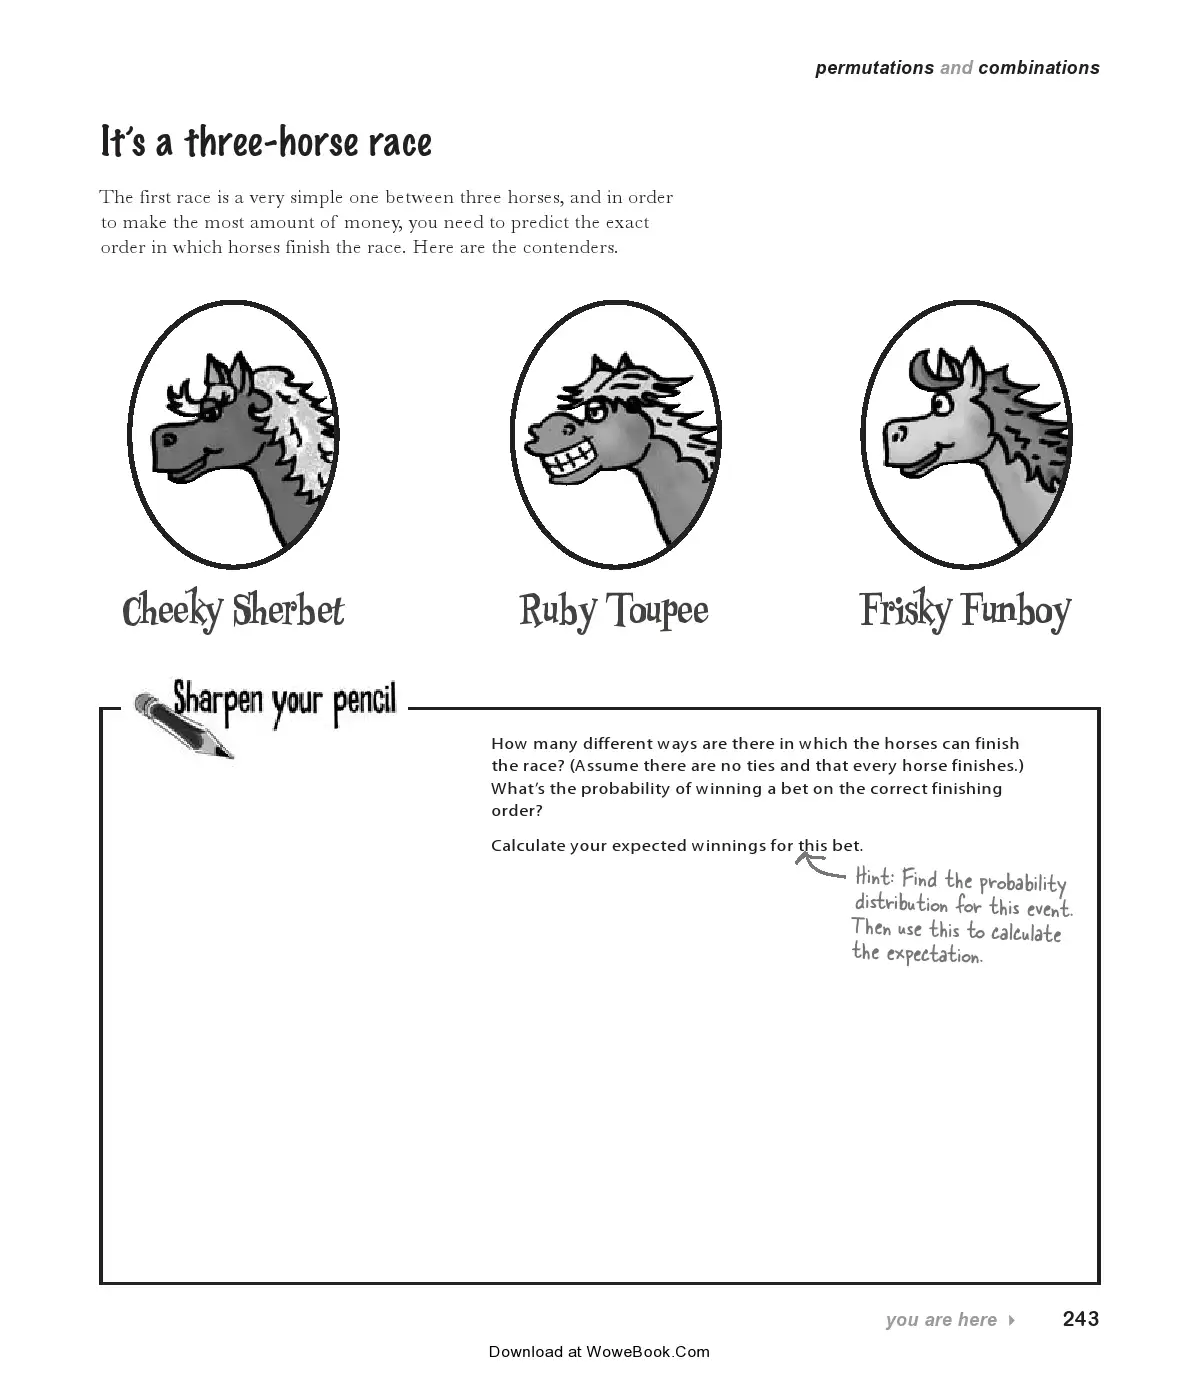 permutations and combinations
It's a three-horse race
The first race is a very simple one between three horses, and in order
to make the most amount of money, you need to predict the exact
order in which horses finish the race. Here are the contenders.
Cheeky Sherbet
Ruby Toupee
Frisky Funboy
Sharpen your pencil
How many different ways are there in which the horses can finish
the race? (Assume there are no ties and that every horse finishes.)
What's the probability of winning a bet on the correct finishing
order?
Calculate your expected winnings for this bet.
Hint: Find the probability
distribution for this event.
Then use this to calculate
the expectation.
you are here
243
Download at WoweBook.Com